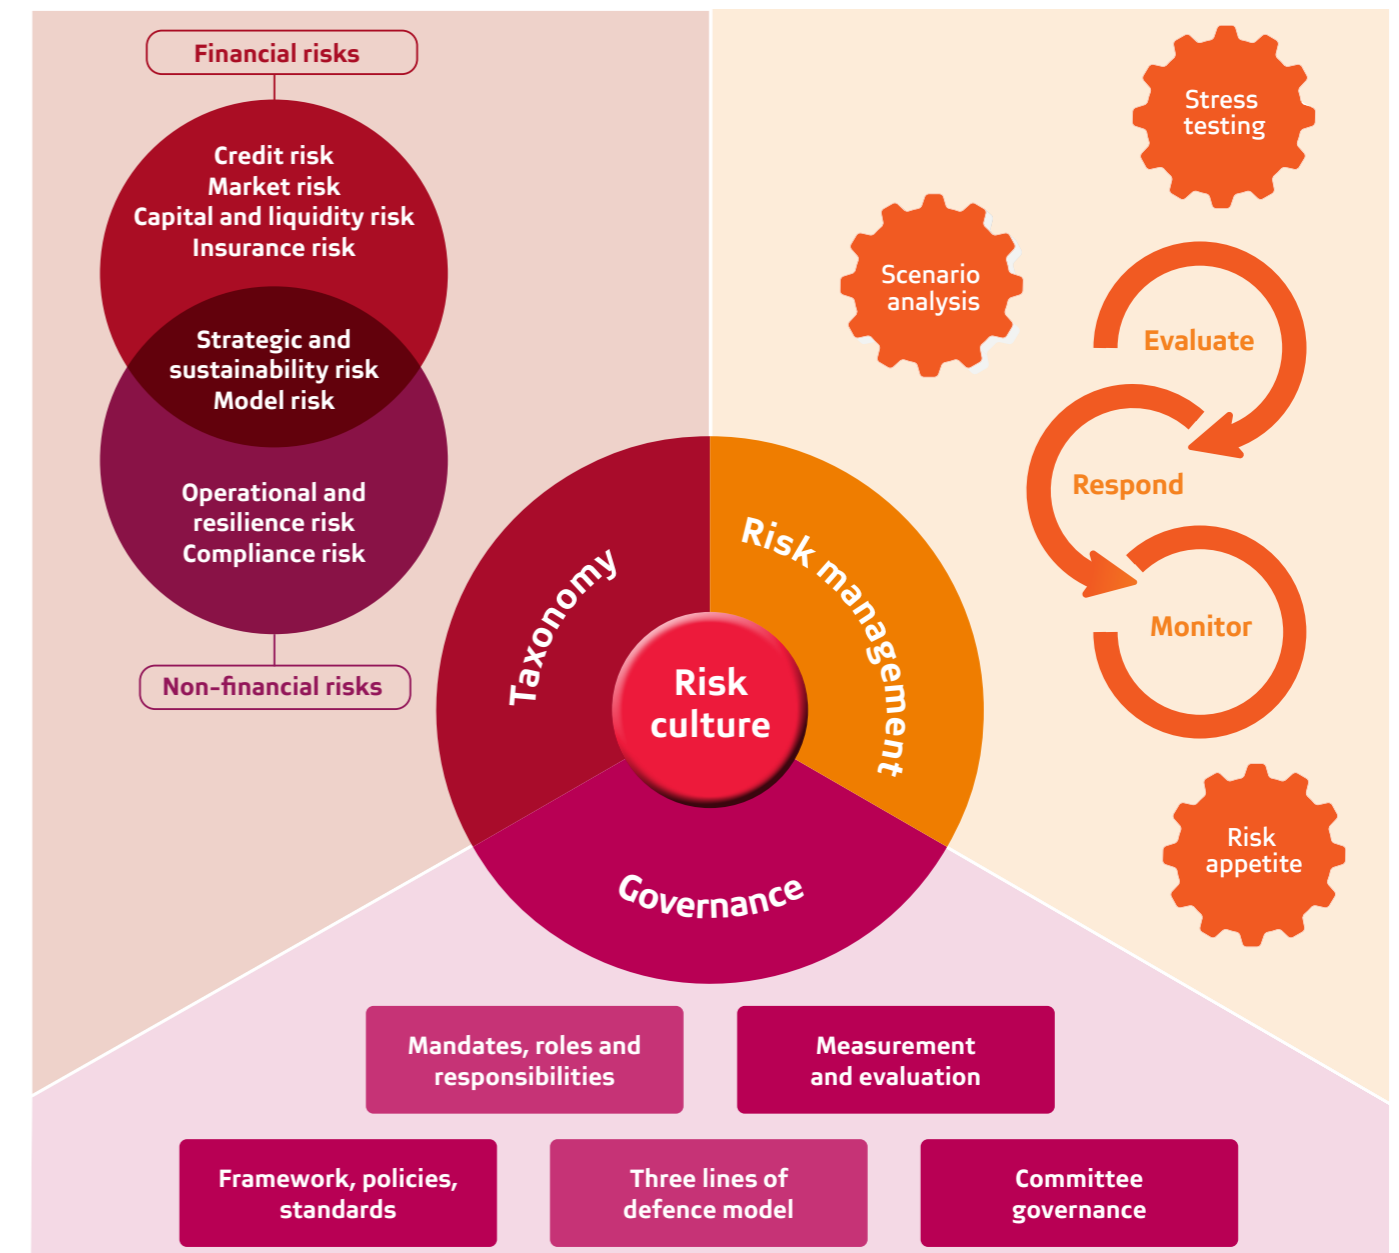 Financial risks
Credit risk
Market risk
Capital and liquidity risk
Insurance risk
Strategic and
sustainability risk
Model risk
Operational and
resilience risk
Compliance risk
Non-financial risks
Stress
testing
Scenario
analysis
Evaluate
Respond
Monitor
Risk
appetite
Taxonomy
Risk management
Risk
culture
Governance
Mandates, roles and
responsibilities
Measurement
and evaluation
Framework, policies,
standards
Three lines of
defence model
Committee
governance